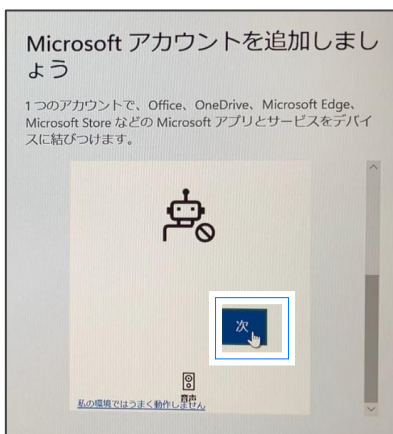 Microsoft アカウントを追加しまし
ょう
1 つのアカウントで、Office、OneDrive、Microsoft Edge、
Microsoft Store などの Microsoft アプリとサービスをデバイ
スに結びつけます。
次
音声
私の環境ではうまく動作しません